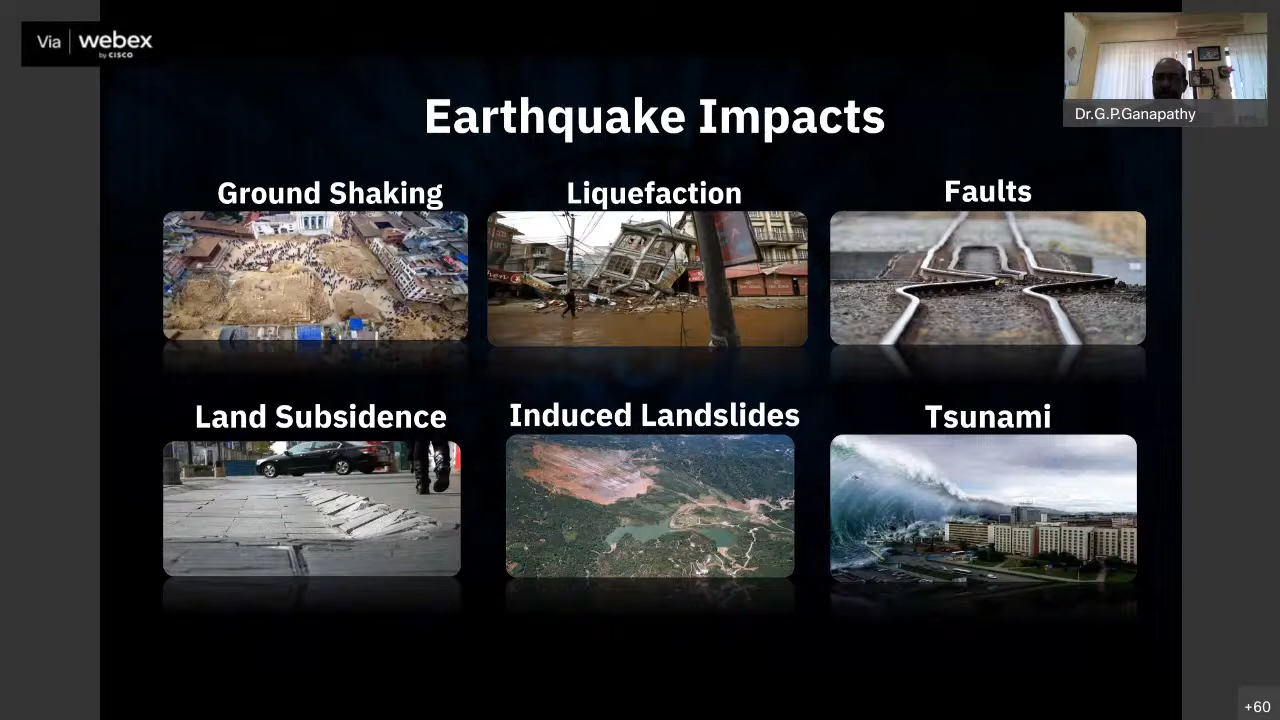 Via webex
by CISCO
Dr.G.P.Ganapathy
Earthquake Impacts
Ground Shaking
Liquefaction
Faults
Land Subsidence
Induced Landslides
Tsunami
+60